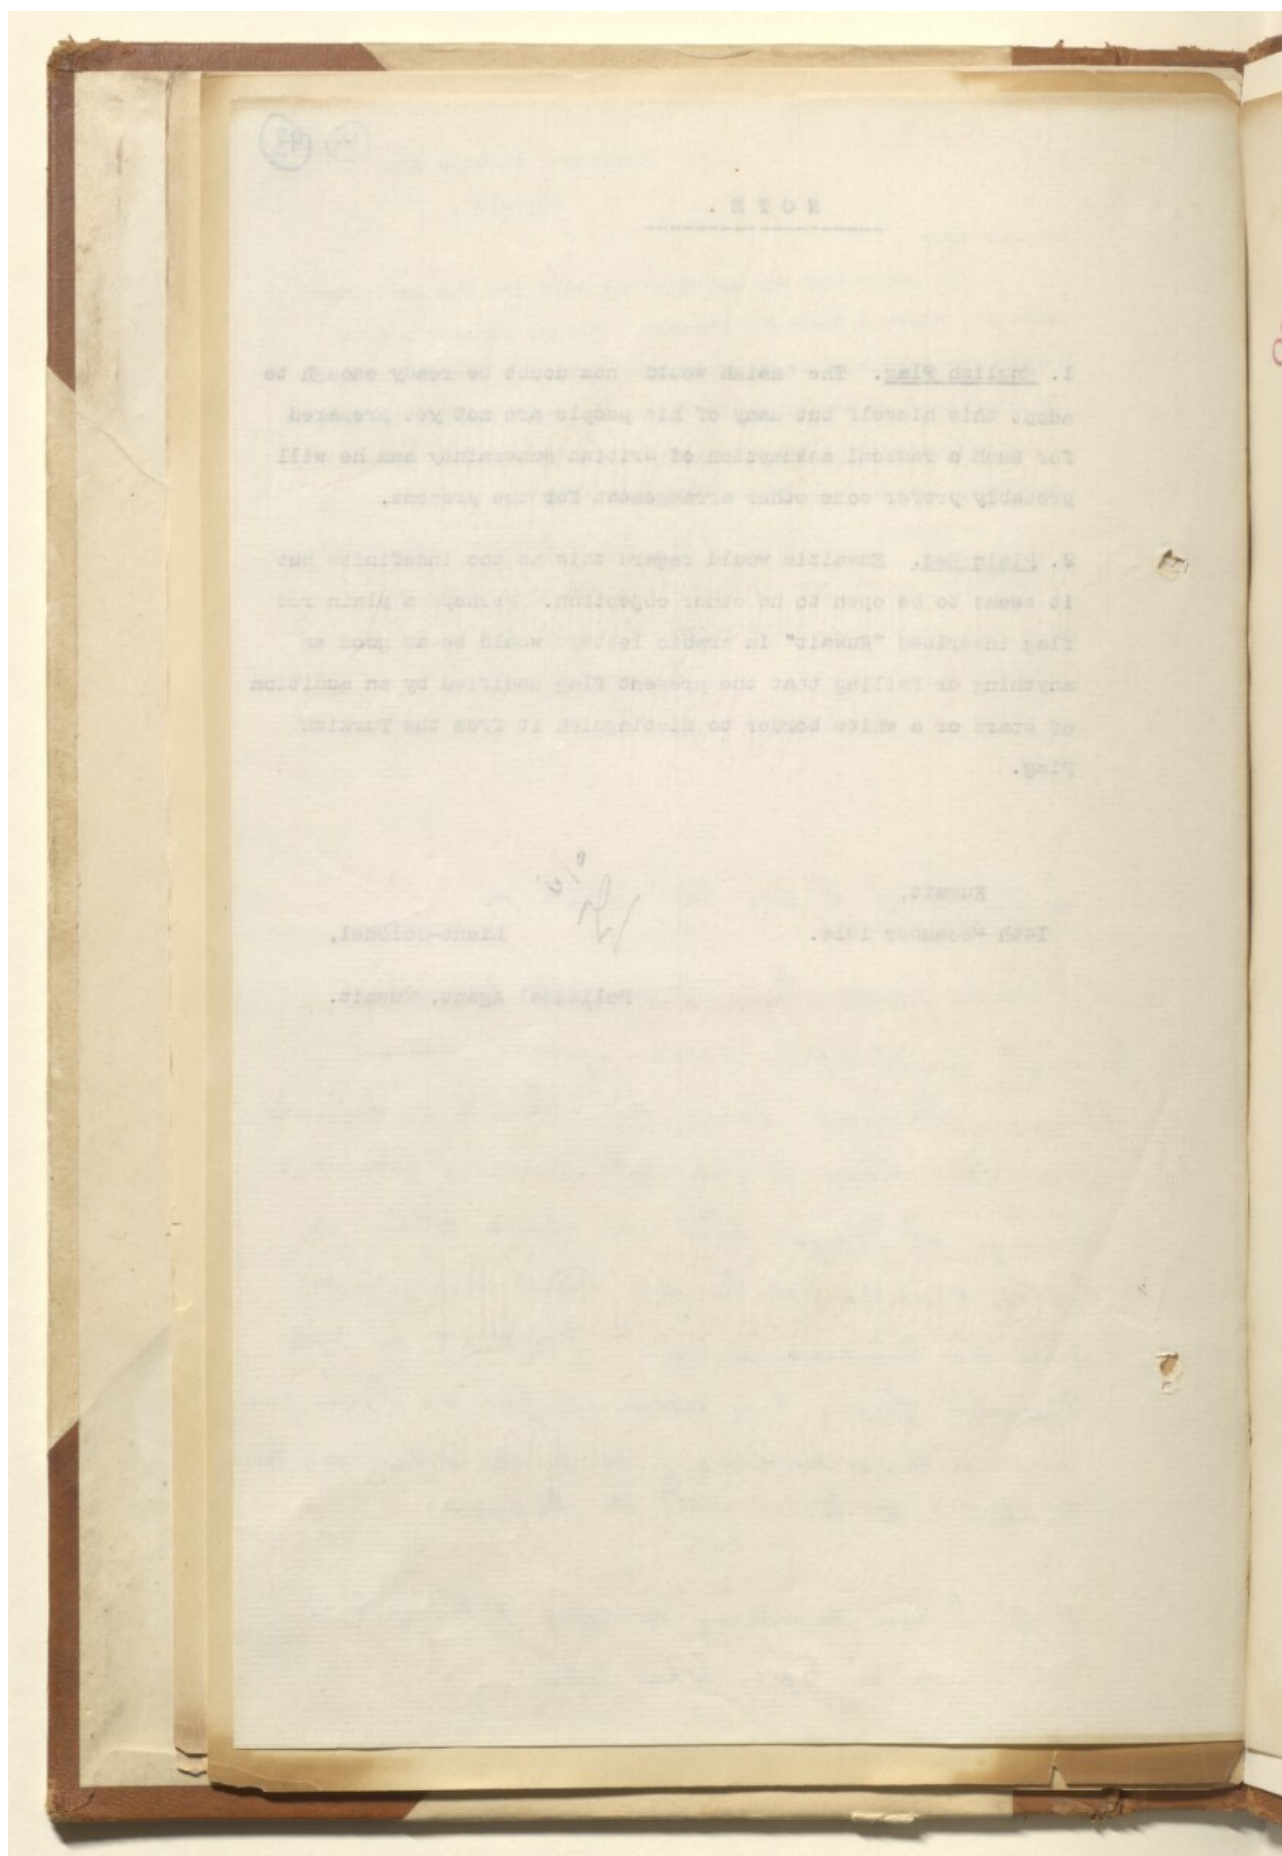 NOTE.
1. English Flag. The Shaikh would no doubt be ready enough to
adopt this himself but many of his people are not yet prepared
for such a radical assumption of British suzerainty and he will
probably prefer some other arrangement for the present.
2. Plain Red. Kuwaitis would regard this as too indefinite but
it seems to be open to no other objection. Perhaps a plain red
flag inscribed "Kuwait" in Arabic letters would be as good as
anything or failing that the present flag modified by an addition
of stars or a white border to distinguish it from the Turkish
Flag.
Kuwait,
14th 1914. Lieut-Colonel,
Political Agent, Kuwait.